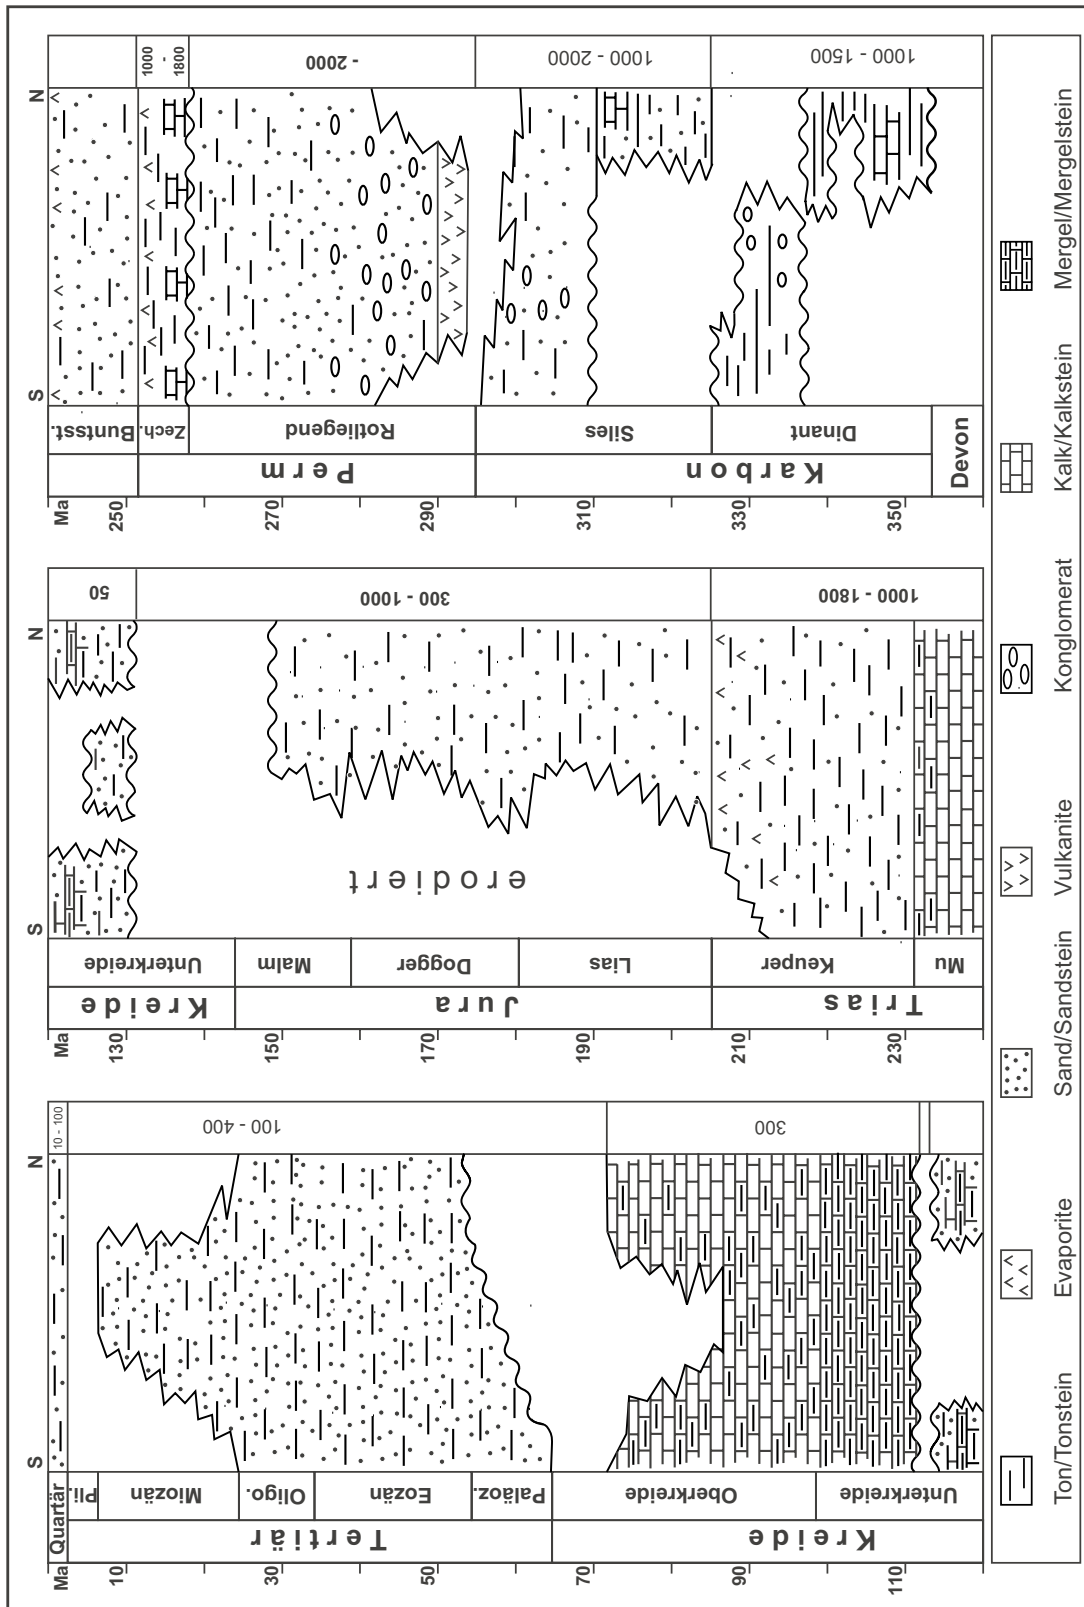 Ma
10
30
50
70
90
110
Quartär
Tertiär
Kreide
Pli.
Miozän
Oligo.
Eozän
Paläoz.
Oberkreide
Unterkreide
S
N
10 - 100
100 - 400
300
Ma
130
150
170
190
210
230
Kreide
Jura
Trias
Unterkreide
Malm
Dogger
Lias
Keuper
Mu
S
N
erodiert
50
300 - 1000
1000 - 1800
Ma
250
270
290
310
330
350
Perm
Karbon
Devon
Buntsst.
Zech.
Rotliegend
Siles
Dinant
S
N
1000
-
1800
- 2000
1000 - 2000
1000 - 1500
Ton/Tonstein
Evaporite
Sand/Sandstein
Vulkanite
Konglomerat
Kalk/Kalkstein
Mergel/Mergelstein